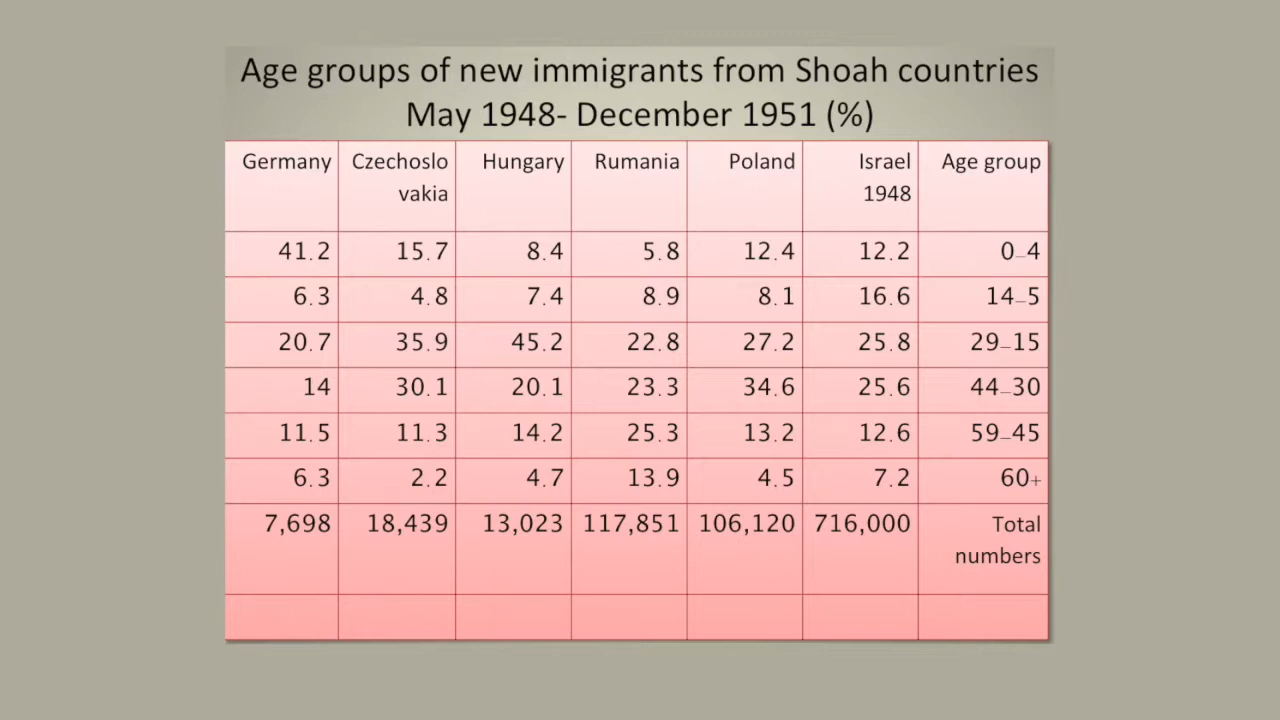 Age groups of new immigrants from Shoah countries
May 1948- December 1951 (%)
Germany Czechoslo Hungary Rumania Poland Israel Age group
vakia 1948
41.2 15.7 8.4 5.8 12.4 12.2 0–4
6.3 4.8 7.4 8.9 8.1 16.6 14–5
20.7 35.9 45.2 22.8 27.2 25.8 29–15
14 30.1 20.1 23.3 34.6 25.6 44–30
11.5 11.3 14.2 25.3 13.2 12.6 59–45
6.3 2.2 4.7 13.9 4.5 7.2 60+
7,698 18,439 13,023 117,851 106,120 716,000 Total
numbers